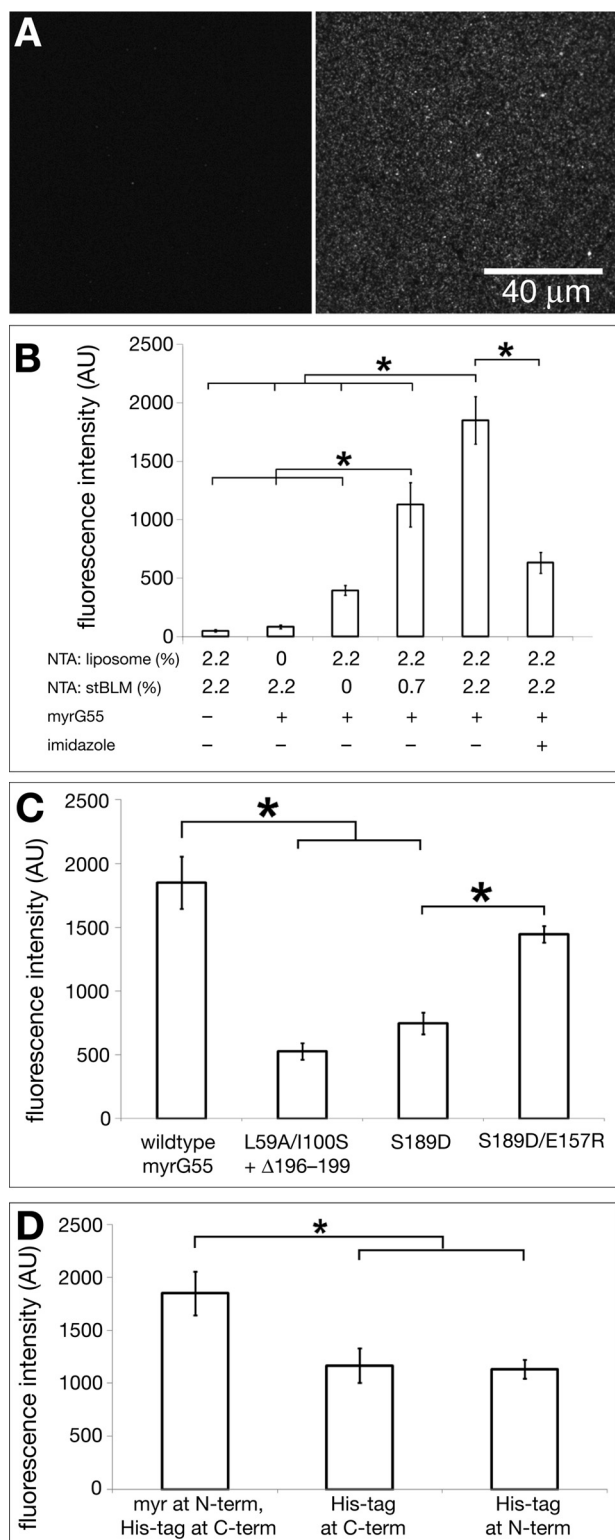 A
40 μm
B
fluorescence intensity (AU)
2500
2000
1500
1000
500
0
*
*
*
NTA: liposome (%) 2.2 0 2.2 2.2 2.2 2.2
NTA: stBLM (%) 2.2 2.2 0 0.7 2.2 2.2
myrG55 – + + + + +
imidazole – – – – – +
C
fluorescence intensity (AU)
2500
2000
1500
1000
500
0
*
*
wildtype L59A/I100S S189D S189D/E157R
myrG55 + Δ196–199
D
fluorescence intensity (AU)
2500
2000
1500
1000
500
0
*
myr at N-term, His-tag His-tag
His-tag at C-term at C-term at N-term